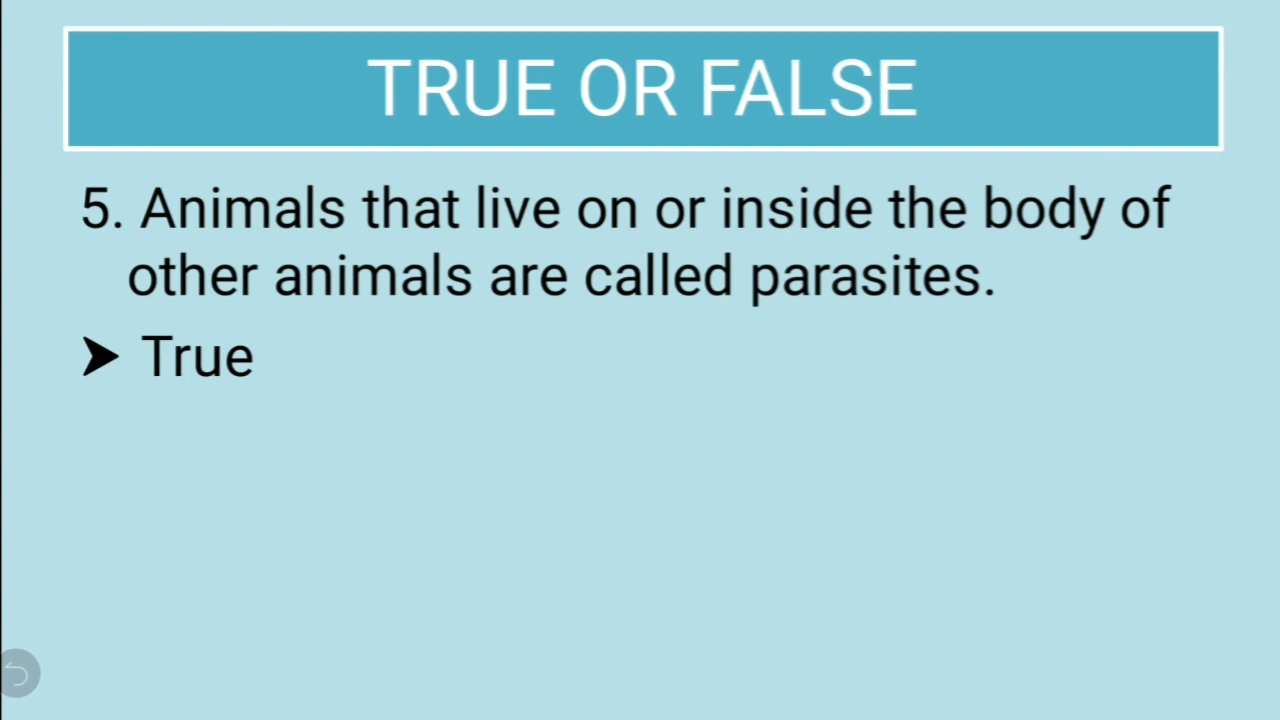 TRUE OR FALSE
5. Animals that live on or inside the body of
other animals are called parasites.
➤ True